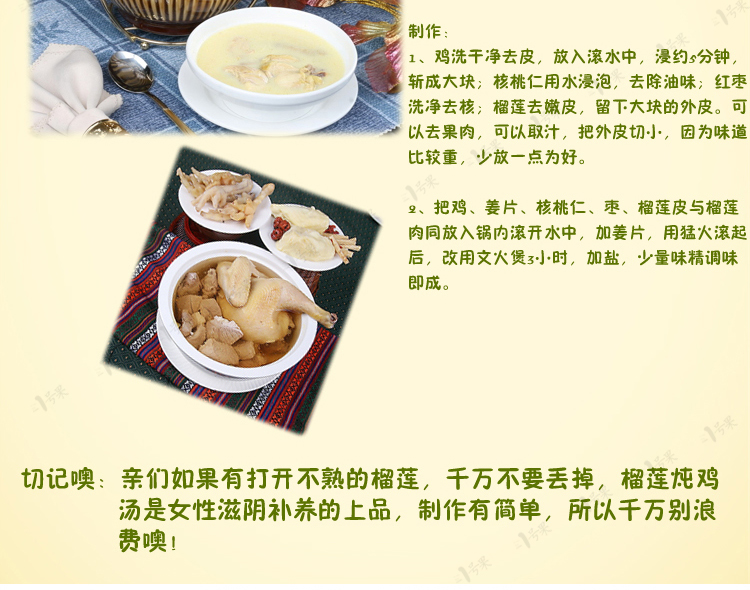 制作：
1、鸡洗干净去皮，放入滚水中，浸约5分钟，
斩成大块；核桃仁用水浸泡，去除油味；红枣
洗净去核；榴莲去嫩皮，留下大块的外皮。可
以去果肉，可以取汁，把外皮切小，因为味道
比较重，少放一点为好。
2、把鸡、姜片、核桃仁、枣、榴莲皮与榴莲
肉同放入锅内滚开水中，加姜片，用猛火滚起
后，改用文火煲3小时，加盐，少量味精调味
即成。
切记噢：亲们如果有打开不熟的榴莲，千万不要丢掉，榴莲炖鸡
汤是女性滋阴补养的上品，制作有简单，所以千万别浪
费噢！